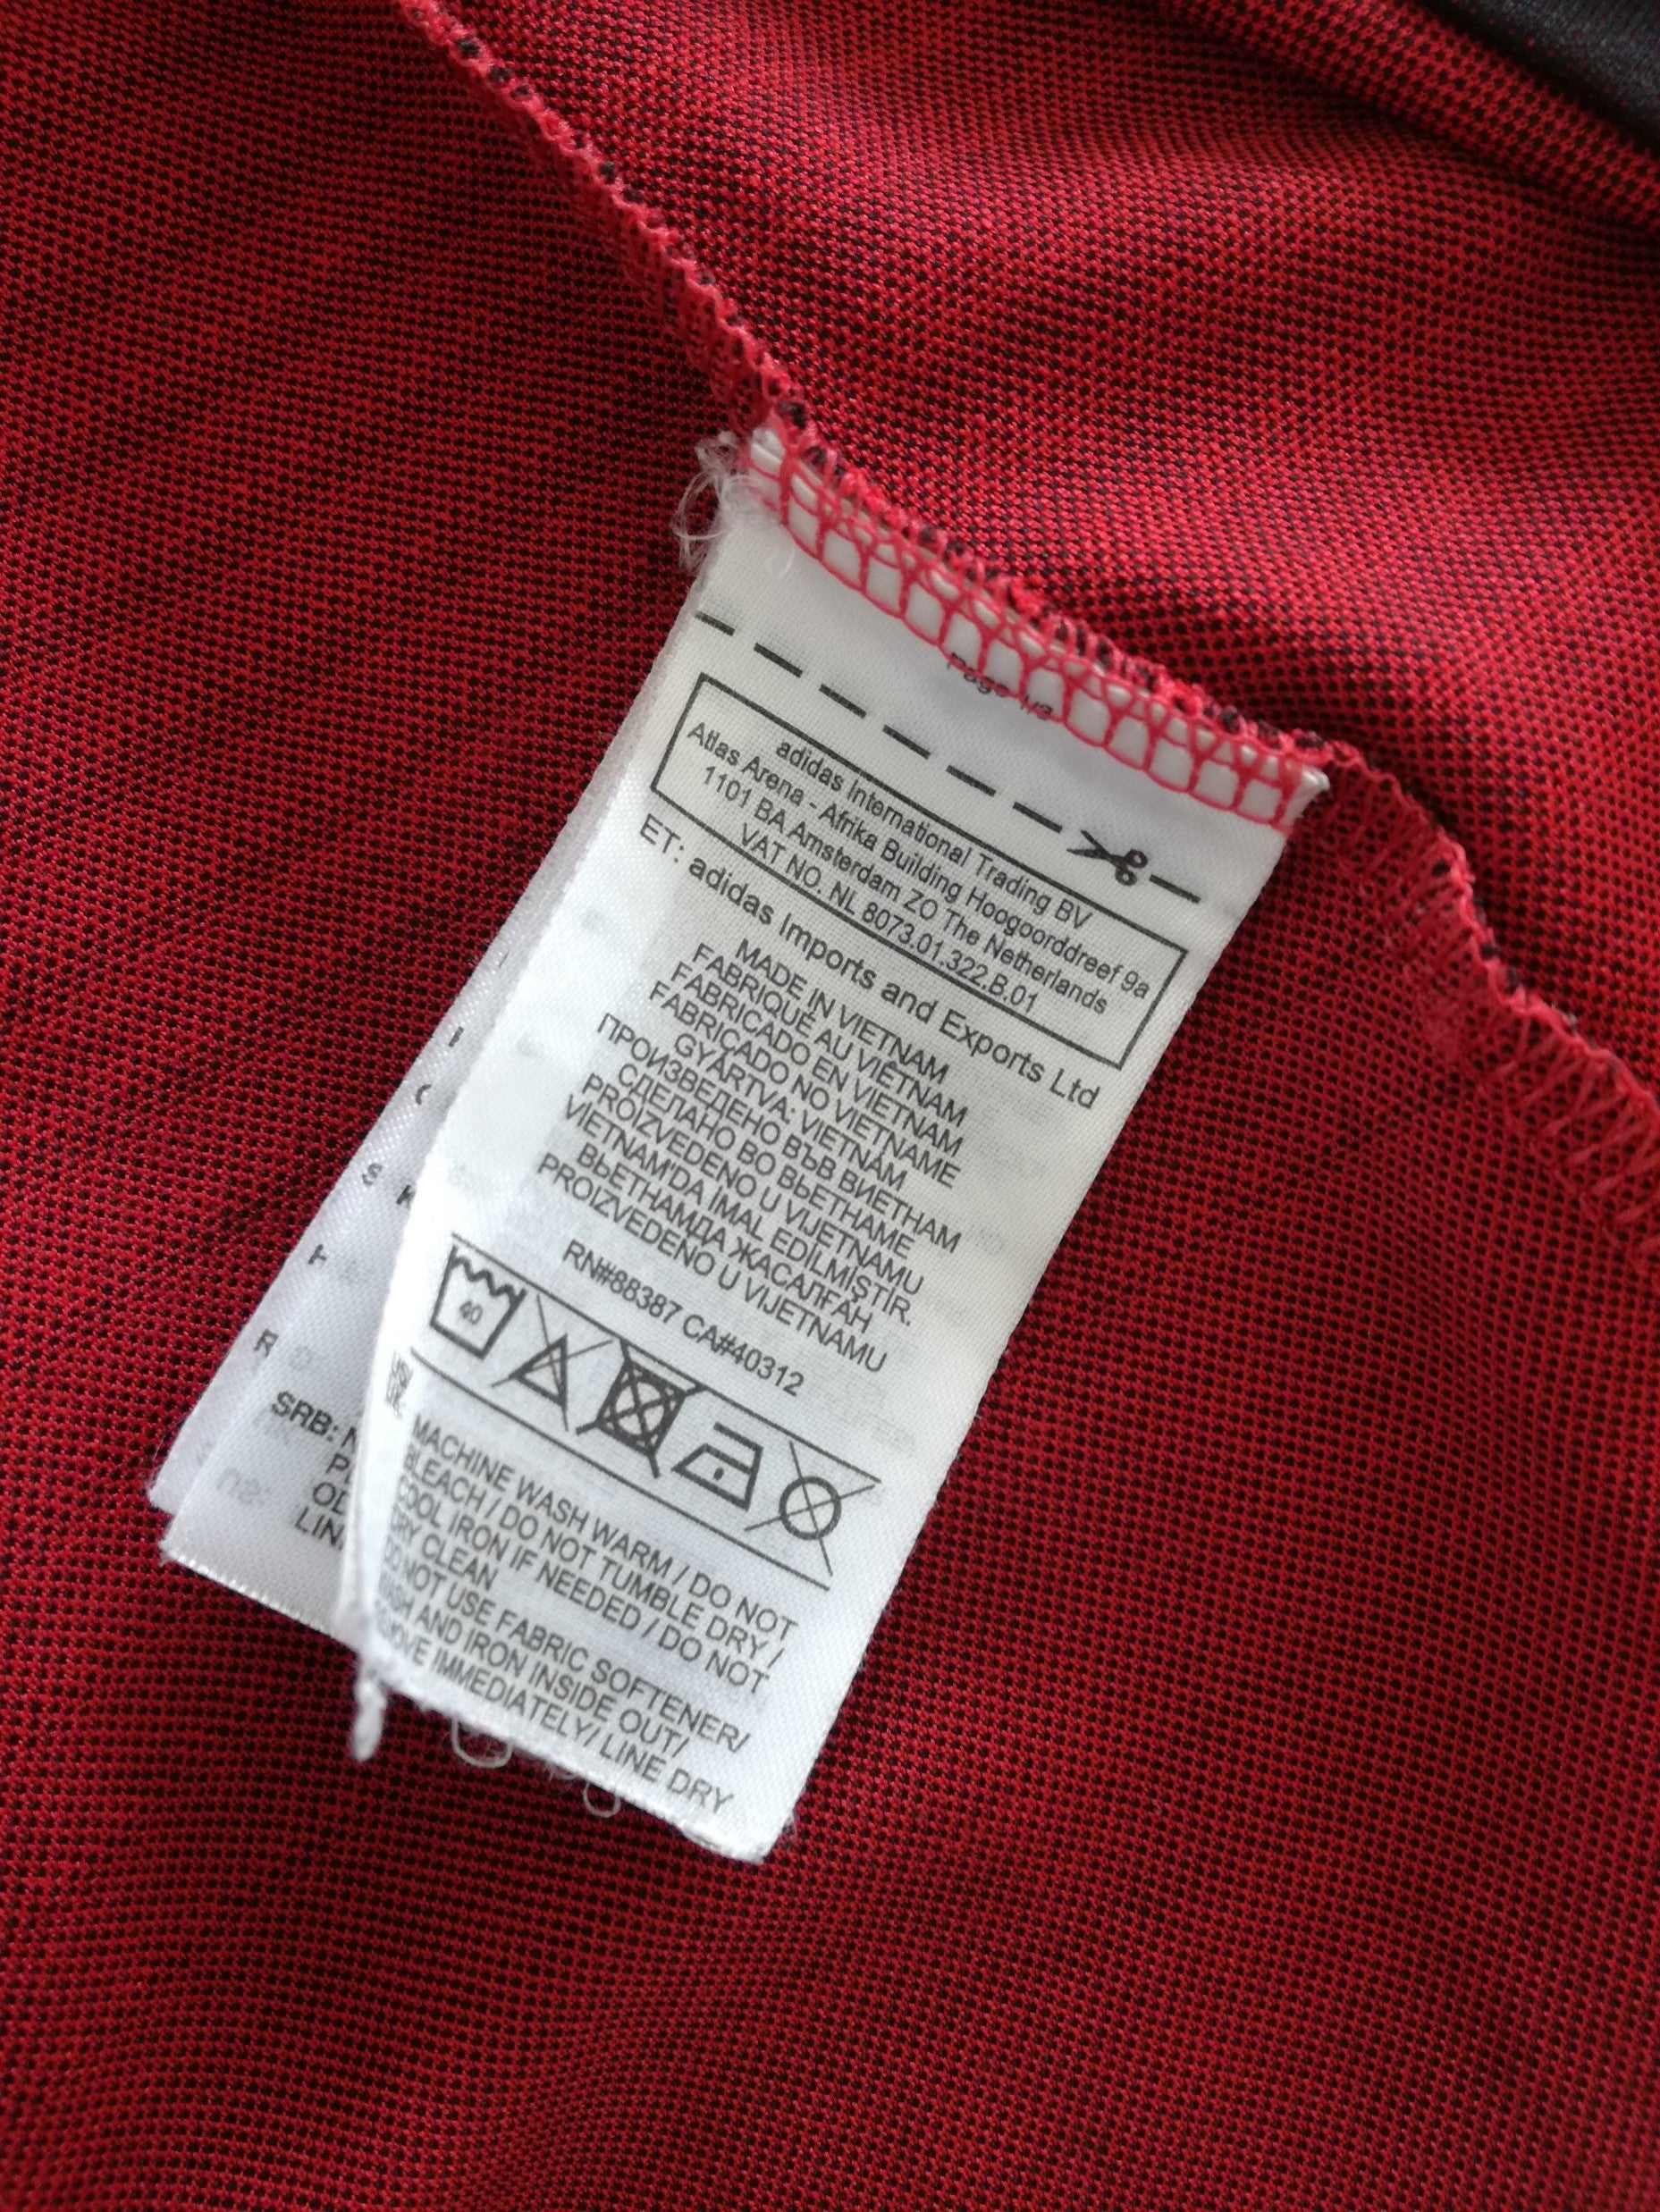 Page 1/3
adidas International Trading BV
Atlas Arena - Afrika Building Hoogoorddreef 9a
1101 BA Amsterdam ZO The Netherlands
VAT NO. NL 8073.01.322.B.01
ET: adidas Imports and Exports Ltd
MADE IN VIETNAM
FABRIQUÉ AU VIÊTNAM
FABRICADO EN VIETNAM
FABRICADO NO VIETNAME
GYÁRTVA: VIETNÁM
ПРОИЗВЕДЕНО ВЪВ ВИЕТНАМ
СДЕЛАНО ВО ВЬЕТНАМЕ
PROIZVEDENO U VIJETNAMU
VIETNAM'DA İMAL EDİLMİŞTİR.
ВЬЕТНАМДА ЖАСАЛҒАН
PROIZVEDENO U VIJETNAMU
RN#88387 CA#40312
40
MACHINE WASH WARM / DO NOT
BLEACH / DO NOT TUMBLE DRY /
COOL IRON IF NEEDED / DO NOT
DRY CLEAN
DO NOT USE FABRIC SOFTENER/
WASH AND IRON INSIDE OUT/
REMOVE IMMEDIATELY/ LINE DRY
SRB: